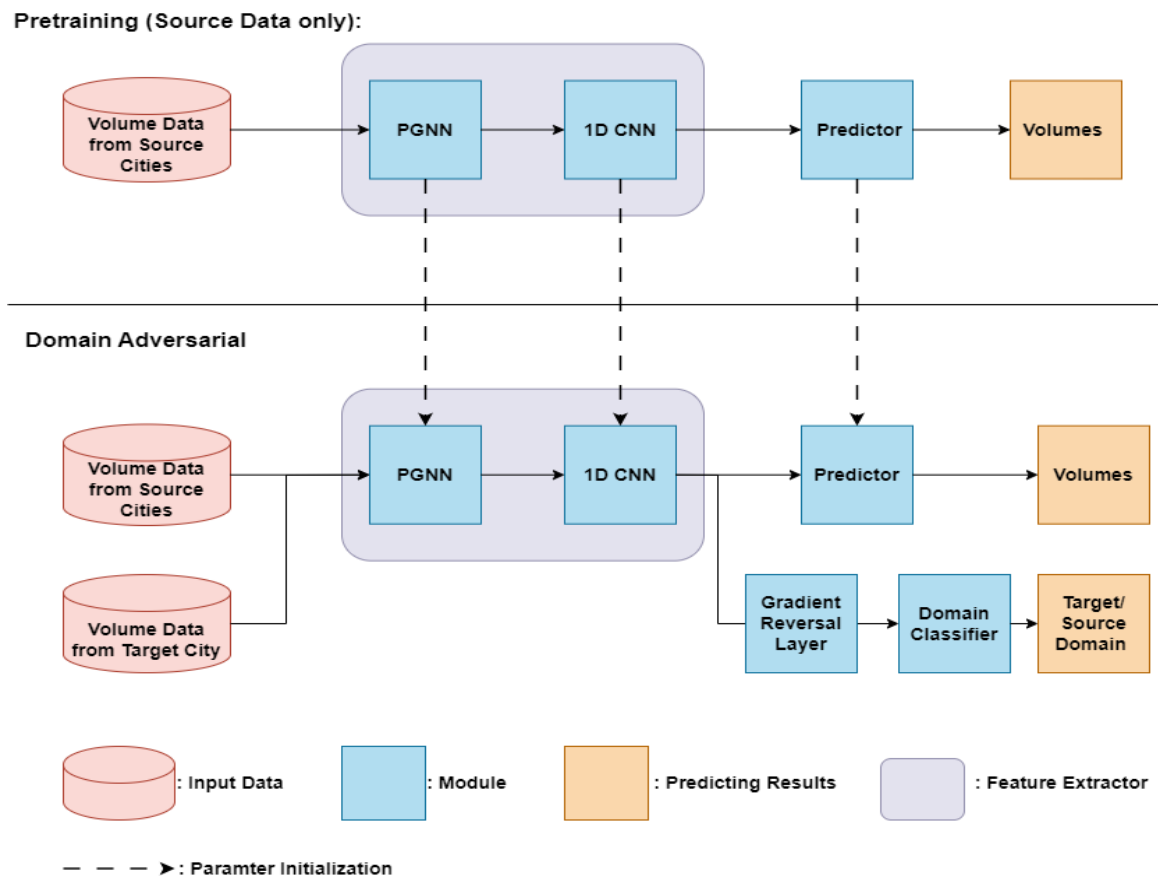 Pretraining (Source Data only):
Volume Data
from Source
Cities
PGNN
1D CNN
Predictor
Volumes
Domain Adversarial
Volume Data
from Source
Cities
PGNN
1D CNN
Predictor
Volumes
Volume Data
from Target City
Gradient
Reversal
Layer
Domain
Classifier
Target/
Source
Domain
: Input Data
: Module
: Predicting Results
: Feature Extractor
: Paramter Initialization